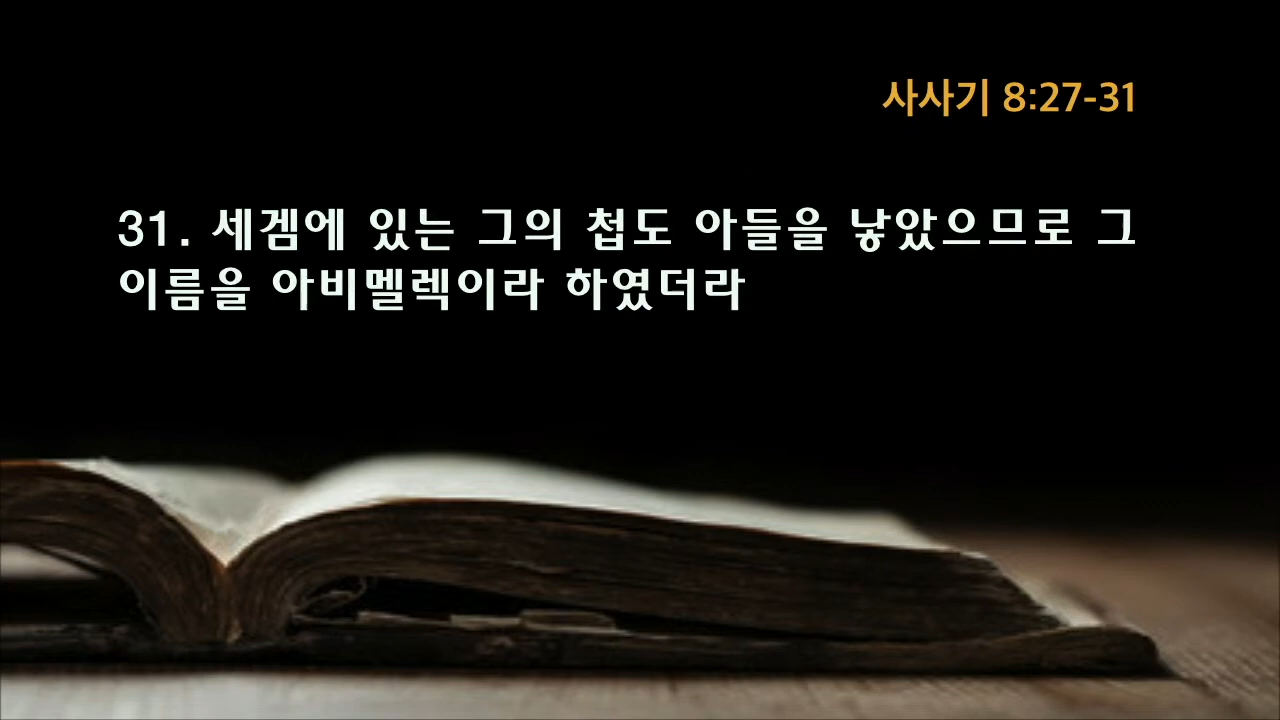 사사기 8:27-31
31. 세겜에 있는 그의 첩도 아들을 낳았으므로 그
이름을 아비멜렉이라 하였더라